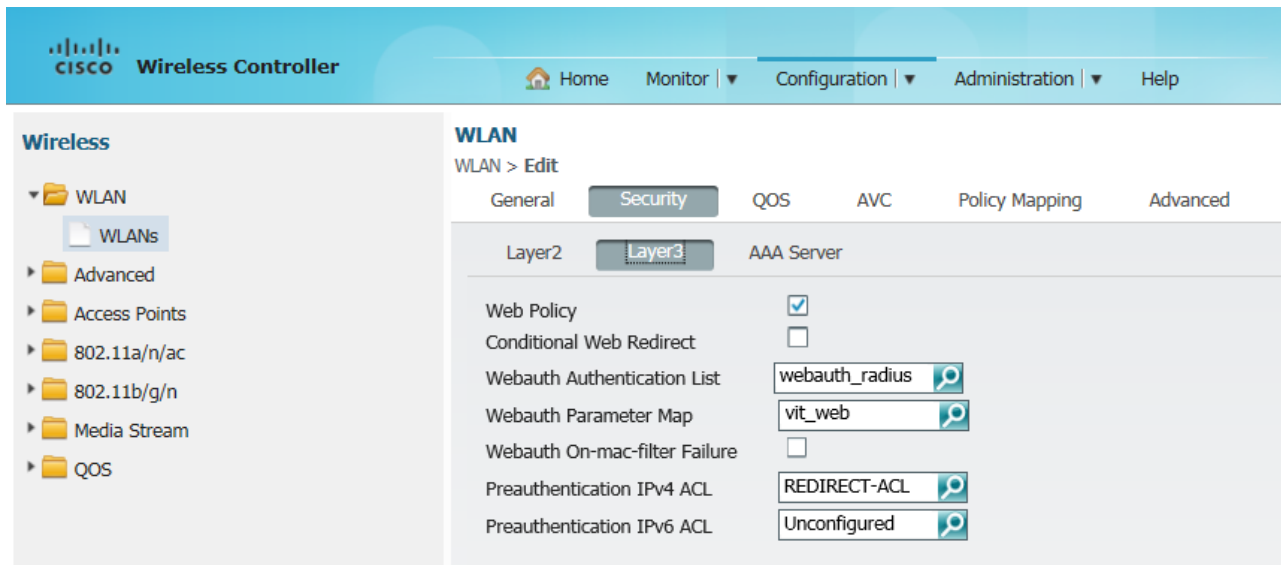 CISCO Wireless Controller
Home Monitor Configuration Administration Help
Wireless
WLAN
WLANs
Advanced
Access Points
802.11a/n/ac
802.11b/g/n
Media Stream
QOS
WLAN
WLAN > Edit
General Security QOS AVC Policy Mapping Advanced
Layer2 Layer3 AAA Server
Web Policy
Conditional Web Redirect
Webauth Authentication List webauth_radius
Webauth Parameter Map vit_web
Webauth On-mac-filter Failure
Preauthentication IPv4 ACL REDIRECT-ACL
Preauthentication IPv6 ACL Unconfigured